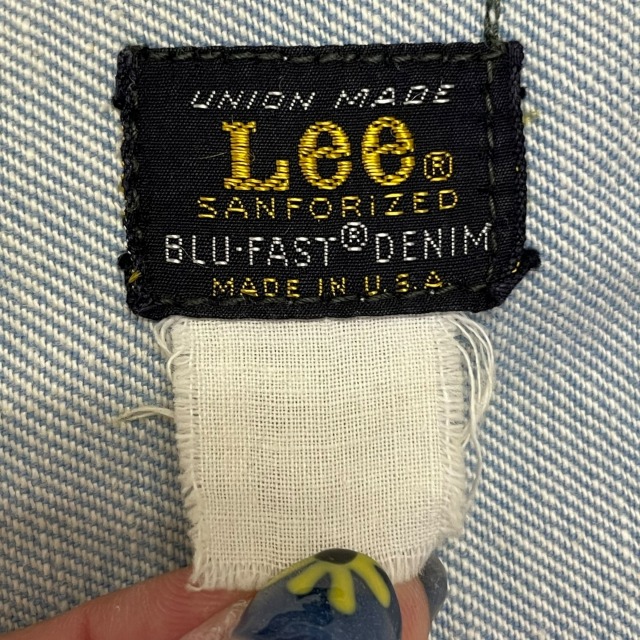 UNION MADE
Lee®
SANFORIZED
BLU-FAST® DENIM
MADE IN U.S.A.